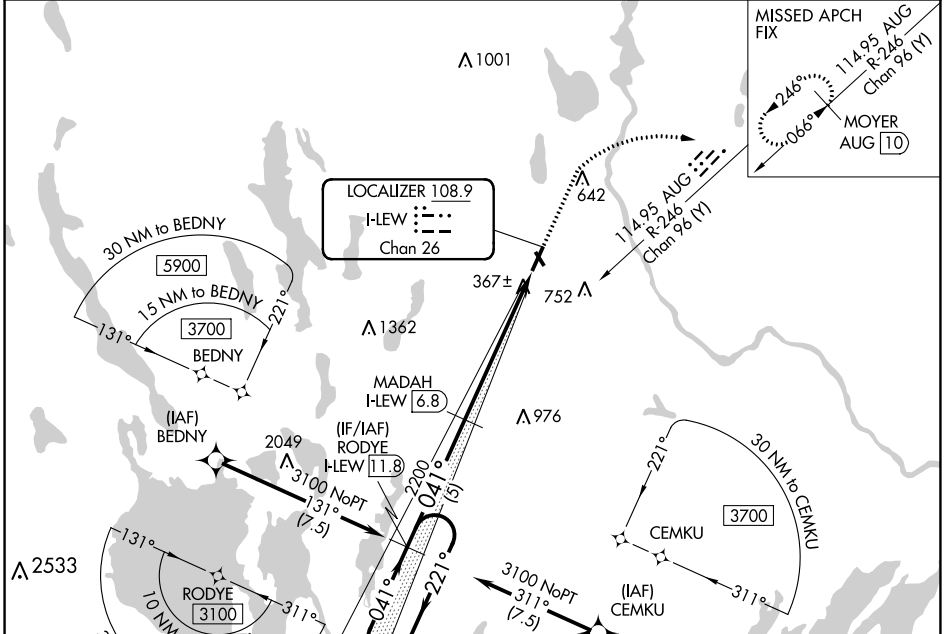 MISSED APCH
FIX
114.95 AUG
R-246
Chan 96 (Y)
246°
066°
MOYER
AUG 10
1001
LOCALIZER 108.9
I-LEW
Chan 26
642
114.95 AUG
R-246
Chan 96 (Y)
30 NM to BEDNY
5900
15 NM to BEDNY
3700
131°
221°
BEDNY
367±
752
1362
MADAH
I-LEW 6.8
976
(IAF)
BEDNY
2049
(IF/IAF)
RODYE
I-LEW 11.8
3100 NoPT
131°
(7.5)
2200
041°
(5)
30 NM to CEMKU
221°
3700
CEMKU
311°
2533
131°
RODYE
3100
311°
10 NM
041°
221°
3100 NoPT
311°
(7.5)
(IAF)
CEMKU